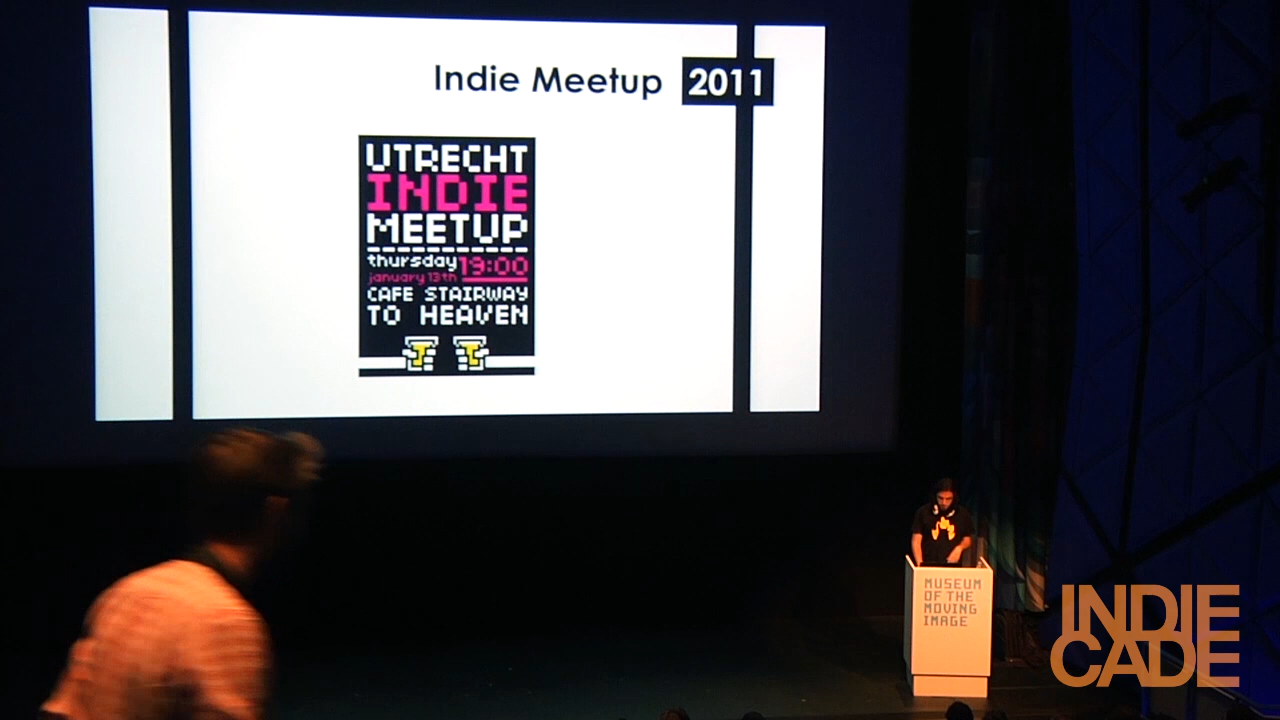 Indie Meetup 2011
UTRECHT
INDIE
MEETUP
thursday 19:00
january 13th
CAFE STAIRWAY
TO HEAVEN
MUSEUM
OF THE
MOVING
IMAGE
INDIE
CADE